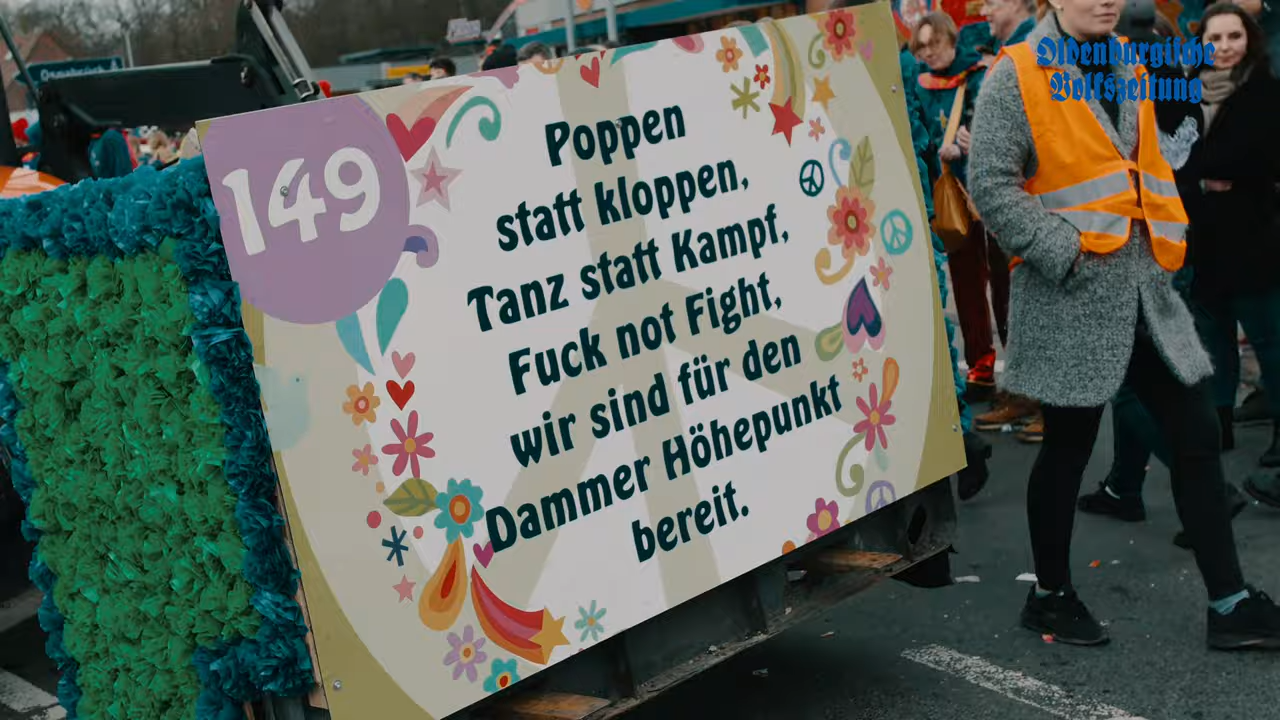 Oldenburgische
Volkszeitung
149
Poppen
statt kloppen,
Tanz statt Kampf,
Fuck not Fight,
wir sind für den
Dammer Höhepunkt
bereit.